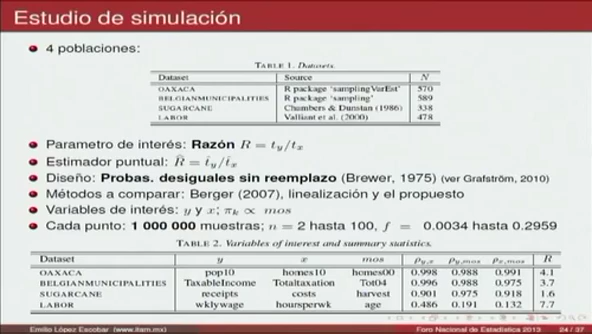 Estudio de simulación
4 poblaciones:
TABLE 1. Datasets.
Dataset Source N
OAXACA R package 'samplingVarEst' 570
BELGIANMUNICIPALITIES R package 'sampling' 589
SUGARCANE Chambers & Dunstan (1986) 338
LABOR Valliant et al. (2000) 478
Parametro de interés: Razón R = t_y/t_x
Estimador puntual: R̂ = t̂_y/t̂_x
Diseño: Probas. desiguales sin reemplazo (Brewer, 1975) (ver Grafström, 2010)
Métodos a comparar: Berger (2007), linealización y el propuesto
Variables de interés: y y x; π_k ∝ mos
Cada punto: 1 000 000 muestras; n = 2 hasta 100, f = 0.0034 hasta 0.2959
TABLE 2. Variables of interest and summary statistics.
Dataset y x mos ρ_y,x ρ_y,mos ρ_x,mos R
OAXACA pop10 homes10 homes00 0.998 0.988 0.991 4.1
BELGIANMUNICIPALITIES TaxableIncome Totaltaxation Tot04 0.996 0.988 0.975 3.7
SUGARCANE receipts costs harvest 0.901 0.975 0.918 1.6
LABOR wklywage hoursperwk age 0.486 0.191 0.132 7.7
Emilio López Escobar (www.itam.mx) Foro Nacional de Estadística 2013 24 / 37